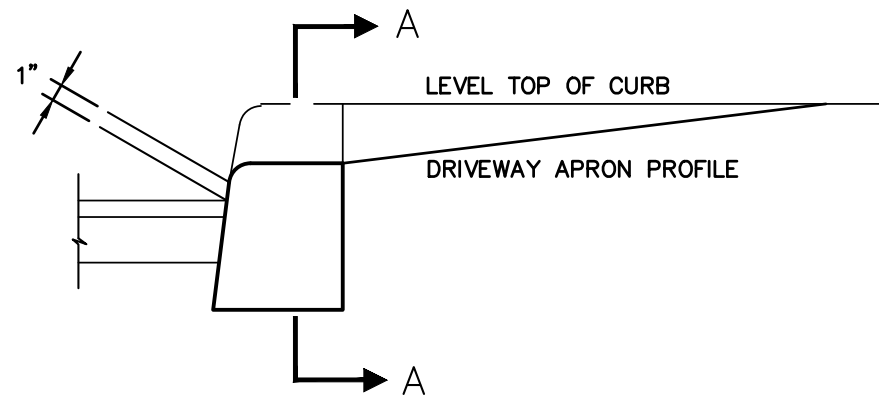 A
1"
LEVEL TOP OF CURB
DRIVEWAY APRON PROFILE
A